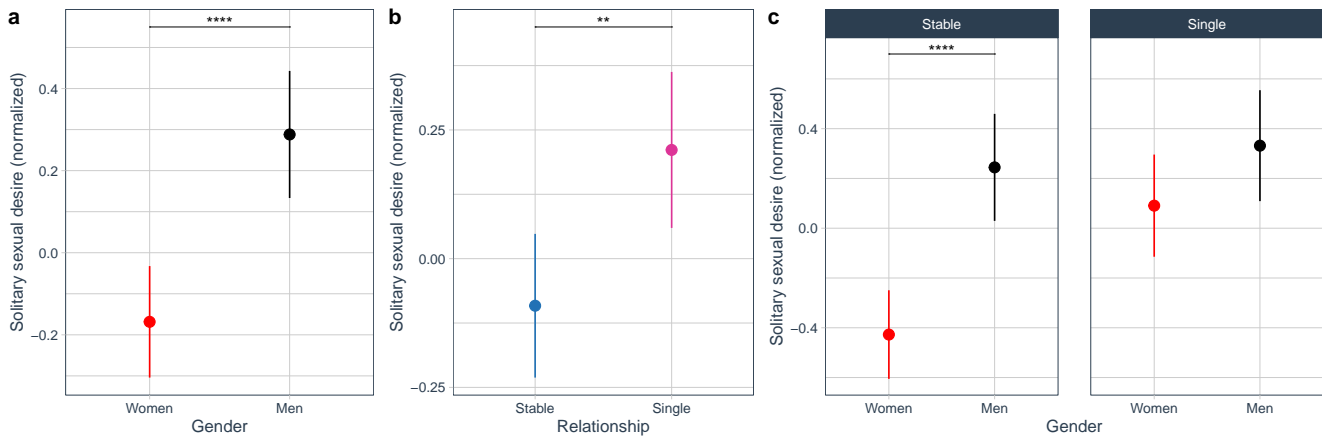 a
****
Solitary sexual desire (normalized)
0.4
0.2
0.0
−0.2
Women
Men
Gender
b
**
Solitary sexual desire (normalized)
0.25
0.00
−0.25
Stable
Single
Relationship
c
Stable
Single
****
Solitary sexual desire (normalized)
0.4
0.0
−0.4
Women
Men
Women
Men
Gender